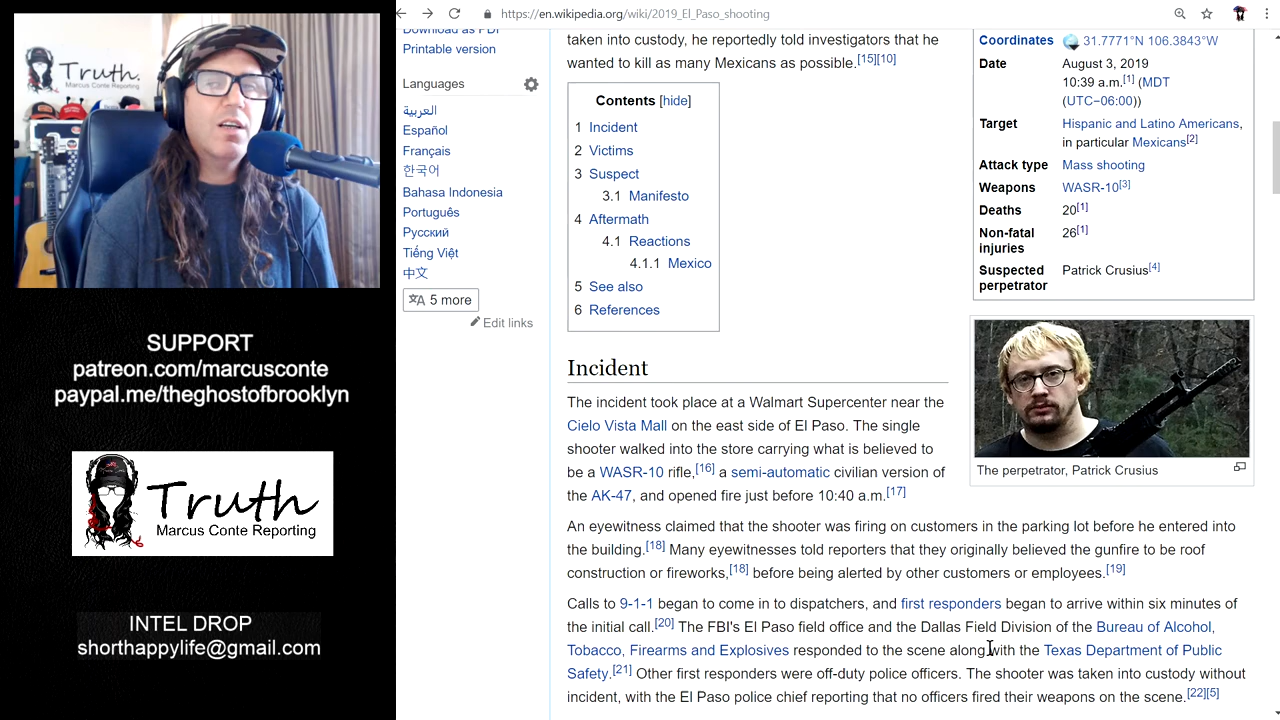 Truth.
Marcus Conte Reporting
SUPPORT
patreon.com/marcusconte
paypal.me/theghostofbrooklyn
Truth
Marcus Conte Reporting
INTEL DROP
shorthappylife@gmail.com
https://en.wikipedia.org/wiki/2019_El_Paso_shooting
Download as PDF
Printable version
Languages
العربية
Español
Français
한국어
Bahasa Indonesia
Português
Русский
Tiếng Việt
中文
5 more
Edit links
taken into custody, he reportedly told investigators that he
wanted to kill as many Mexicans as possible.[15][10]
Contents [hide]
1 Incident
2 Victims
3 Suspect
3.1 Manifesto
4 Aftermath
4.1 Reactions
4.1.1 Mexico
5 See also
6 References
Coordinates 31.7771°N 106.3843°W
Date August 3, 2019
10:39 a.m.[1] (MDT
(UTC−06:00))
Target Hispanic and Latino Americans,
in particular Mexicans[2]
Attack type Mass shooting
Weapons WASR-10[3]
Deaths 20[1]
Non-fatal 26[1]
injuries
Suspected Patrick Crusius[4]
perpetrator
The perpetrator, Patrick Crusius
Incident
The incident took place at a Walmart Supercenter near the
Cielo Vista Mall on the east side of El Paso. The single
shooter walked into the store carrying what is believed to
be a WASR-10 rifle,[16] a semi-automatic civilian version of
the AK-47, and opened fire just before 10:40 a.m.[17]
An eyewitness claimed that the shooter was firing on customers in the parking lot before he entered into
the building.[18] Many eyewitnesses told reporters that they originally believed the gunfire to be roof
construction or fireworks,[18] before being alerted by other customers or employees.[19]
Calls to 9-1-1 began to come in to dispatchers, and first responders began to arrive within six minutes of
the initial call.[20] The FBI's El Paso field office and the Dallas Field Division of the Bureau of Alcohol,
Tobacco, Firearms and Explosives responded to the scene along with the Texas Department of Public
Safety.[21] Other first responders were off-duty police officers. The shooter was taken into custody without
incident, with the El Paso police chief reporting that no officers fired their weapons on the scene.[22][5]